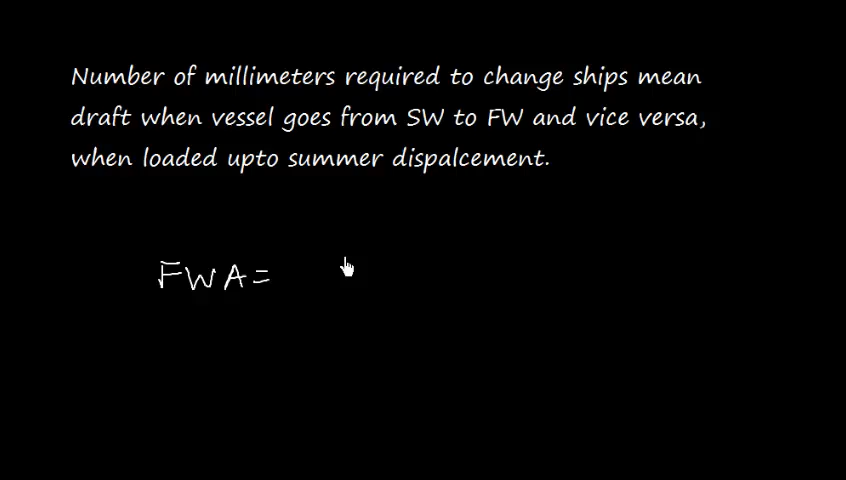 Number of millimeters required to change ships mean
draft when vessel goes from SW to FW and vice versa,
when loaded upto summer dispalcement.
FWA=